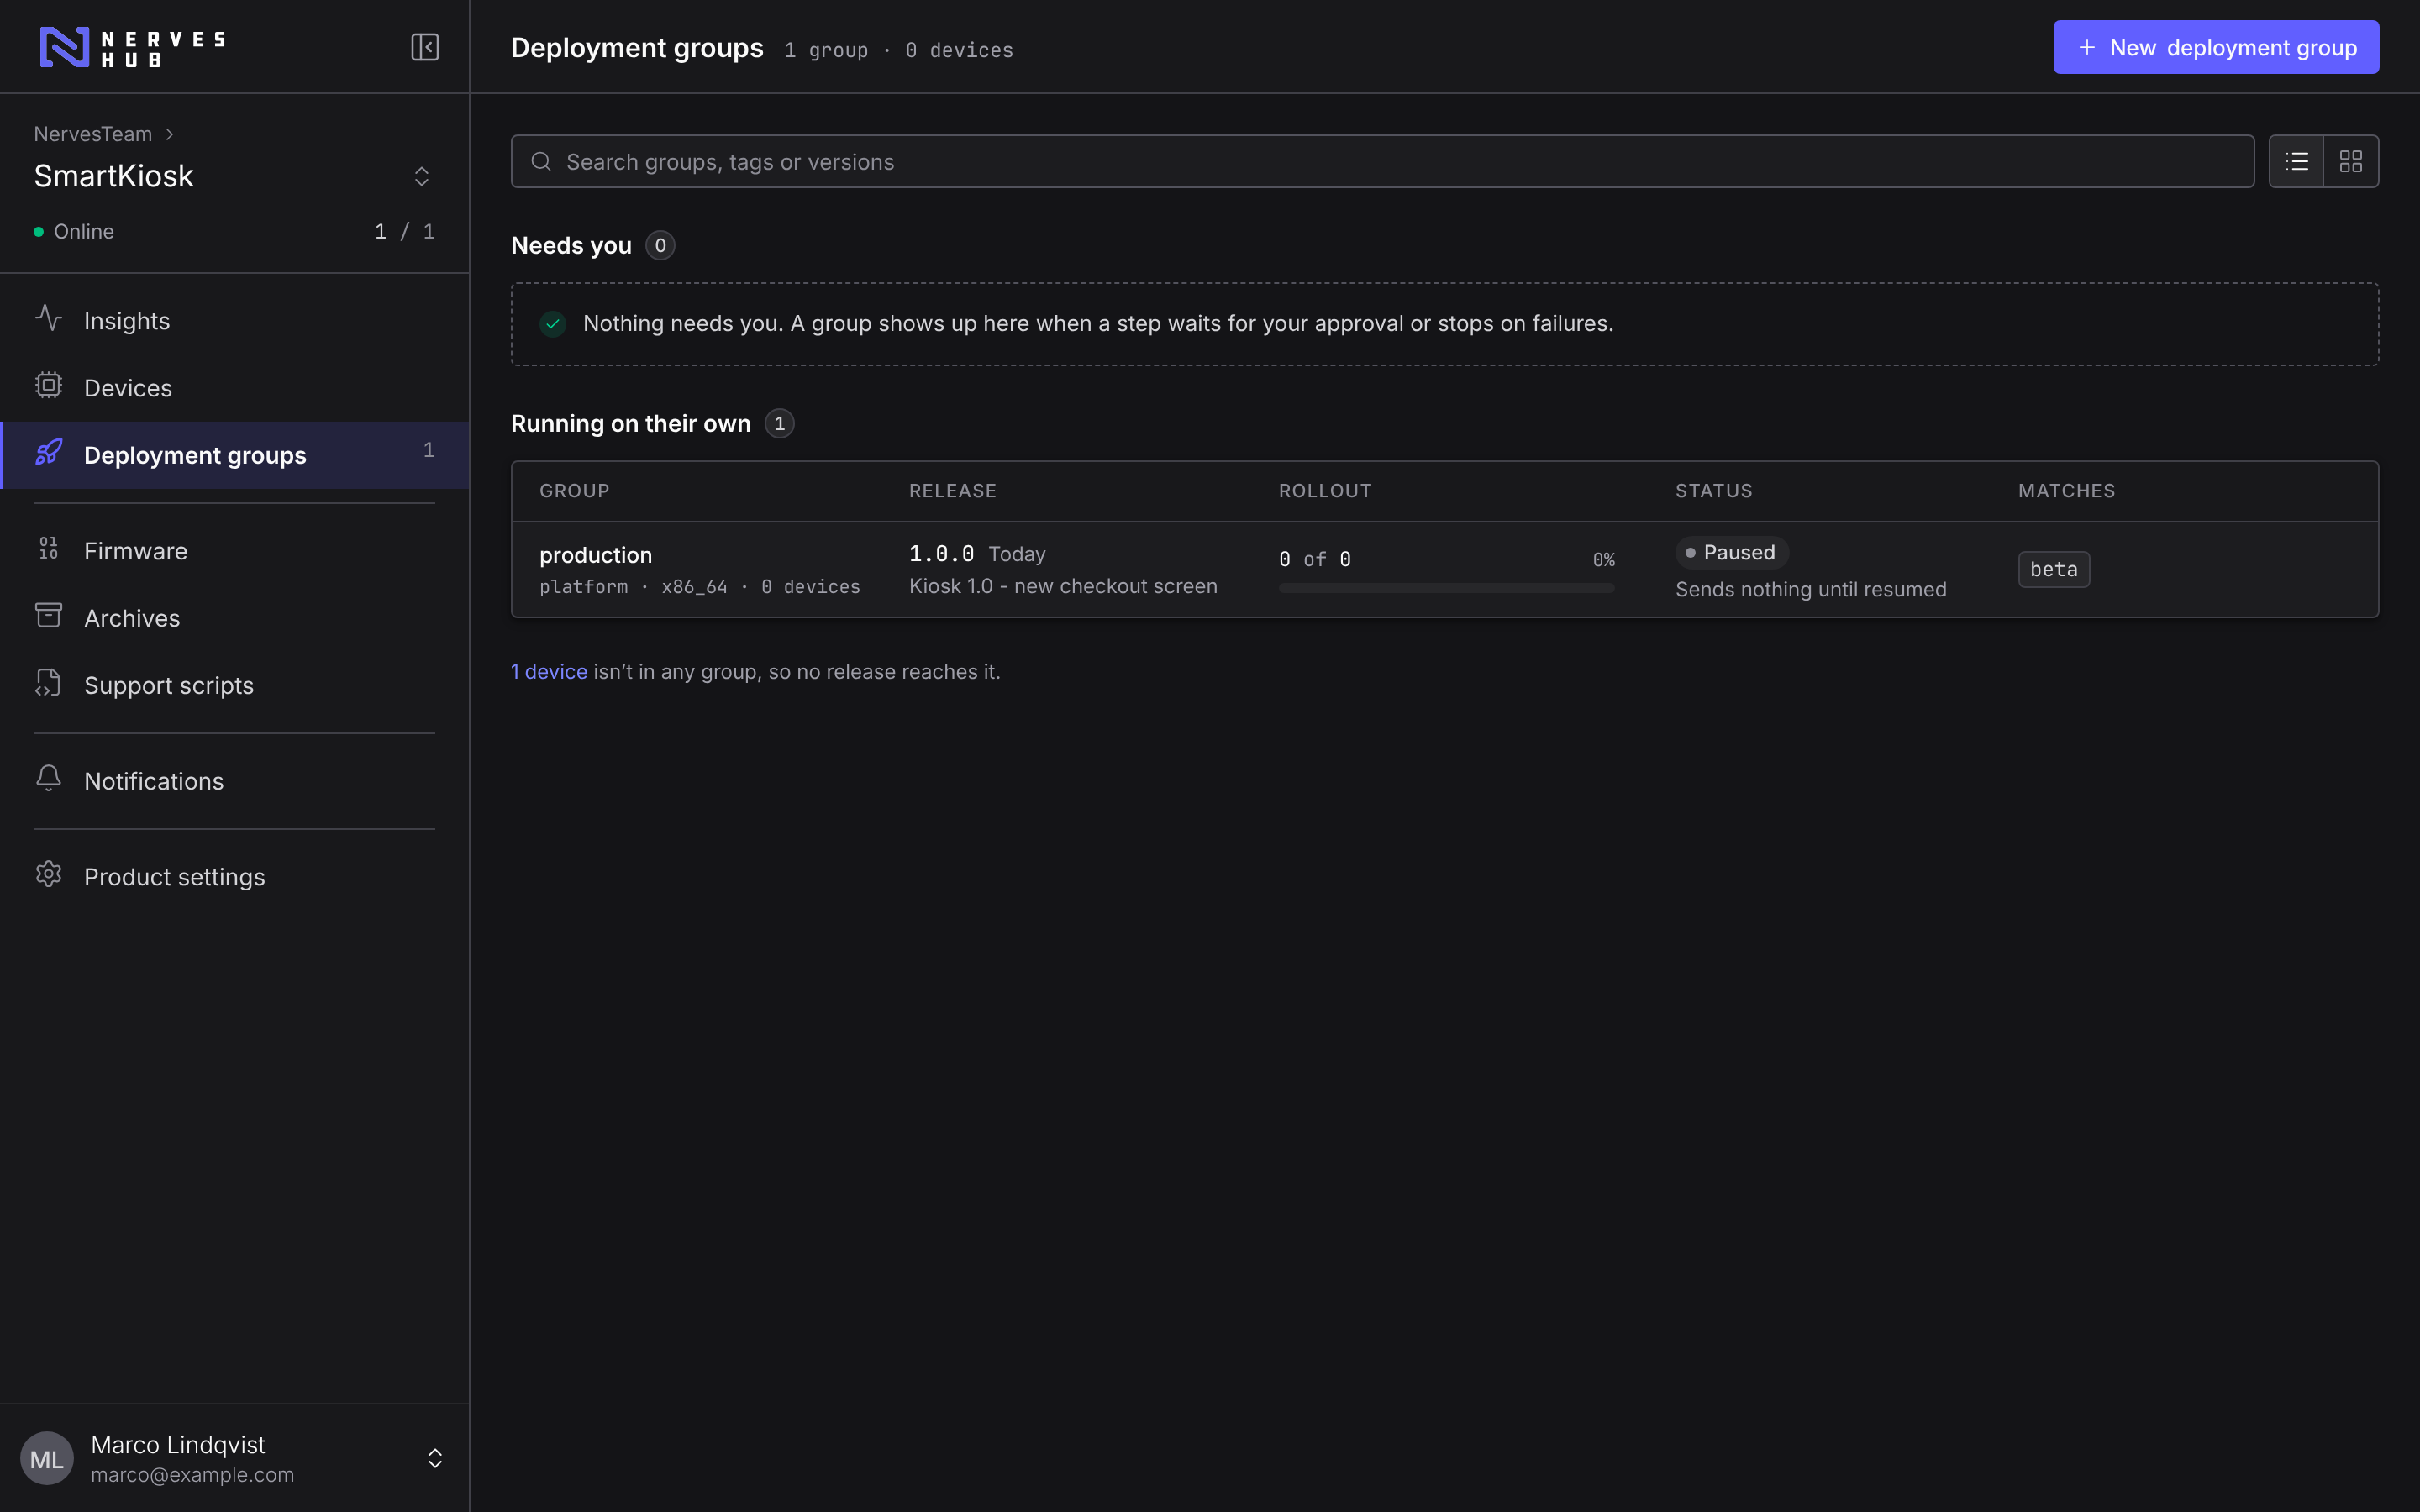 NERVES
HUB
NervesTeam
SmartKiosk
Online 1 / 1
Insights
Devices
Deployment groups 1
Firmware
Archives
Support scripts
Notifications
Product settings
Marco Lindqvist
ML
marco@example.com
Deployment groups 1 group · 0 devices
+ New deployment group
Search groups, tags or versions
Needs you 0
Nothing needs you. A group shows up here when a step waits for your approval or stops on failures.
Running on their own 1
GROUP RELEASE ROLLOUT STATUS MATCHES
production 1.0.0 Today 0 of 0 0% Paused beta
platform · x86_64 · 0 devices Kiosk 1.0 - new checkout screen Sends nothing until resumed
1 device isn’t in any group, so no release reaches it.